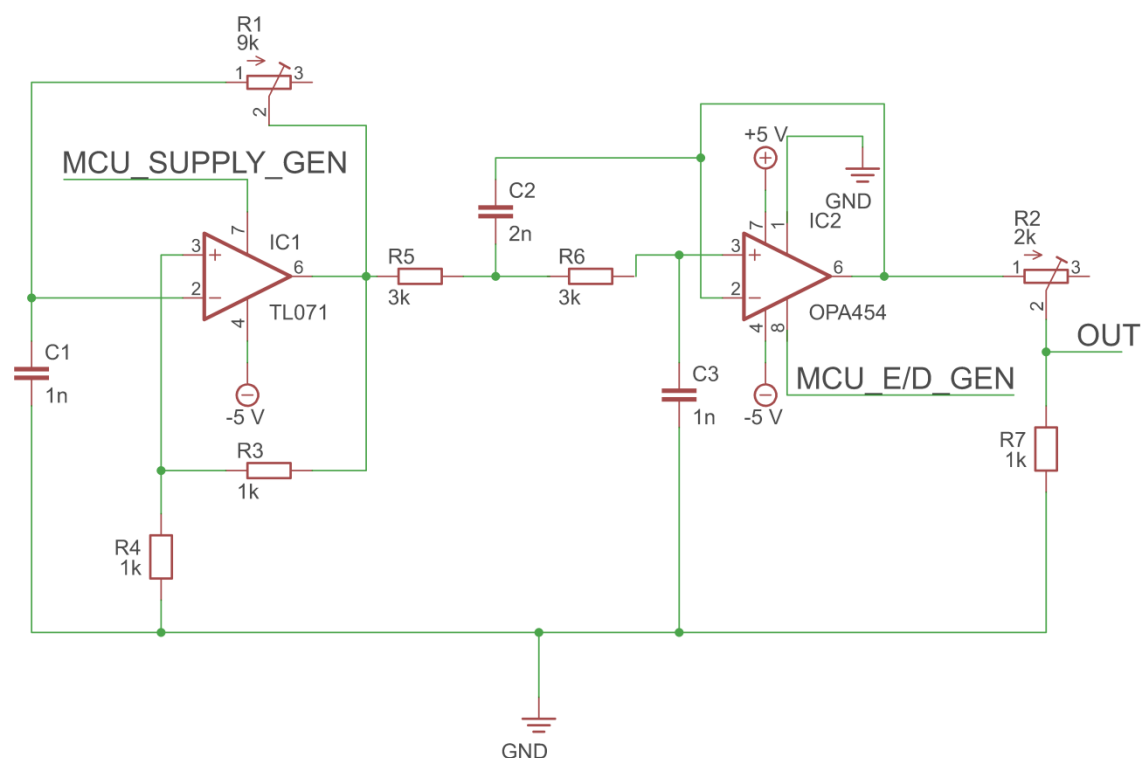 R1
9k
1
3
2
MCU_SUPPLY_GEN
7
IC1
3
+
2
-
6
TL071
4
-5 V
C1
1n
R3
1k
R4
1k
R5
3k
C2
2n
R6
3k
+5 V
GND
7
1
IC2
3
+
2
-
6
OPA454
4
8
MCU_E/D_GEN
-5 V
C3
1n
R2
2k
1
3
2
OUT
R7
1k
GND